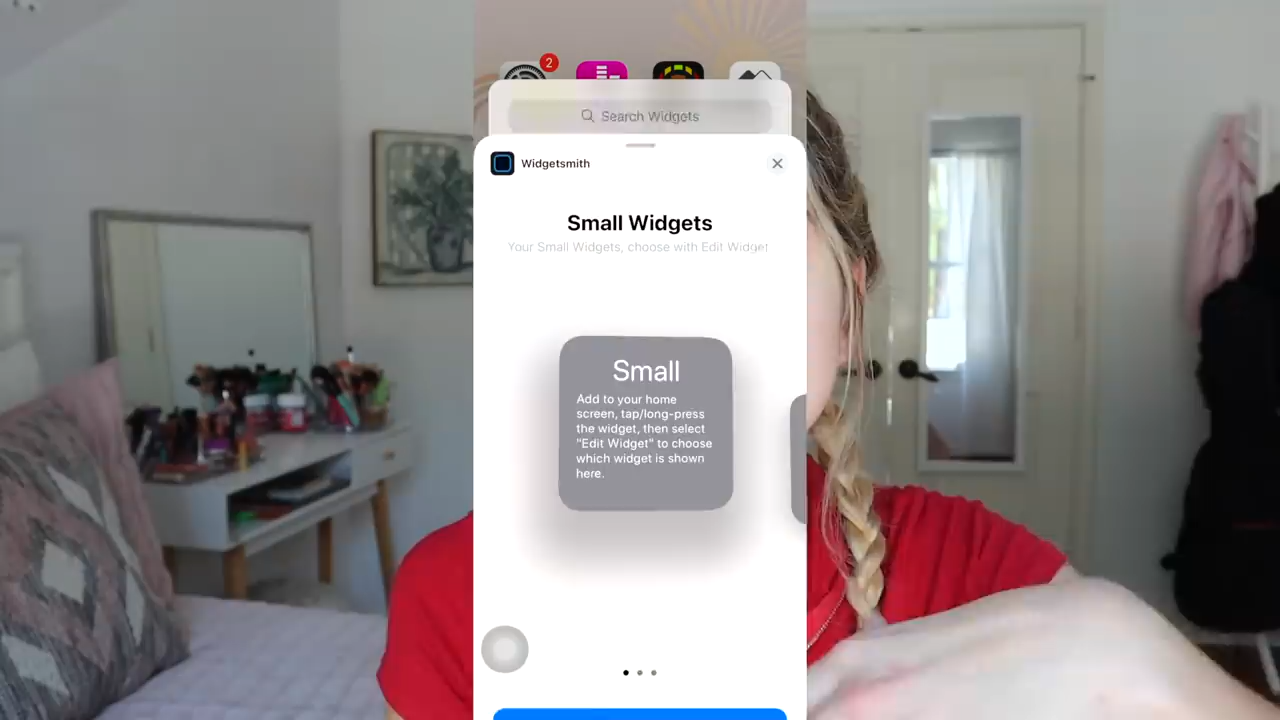 2
Search Widgets
Widgetsmith
Small Widgets
Your Small Widgets, choose with Edit Widget
Small
Add to your home
screen, tap/long-press
the widget, then select
"Edit Widget" to choose
which widget is shown
here.